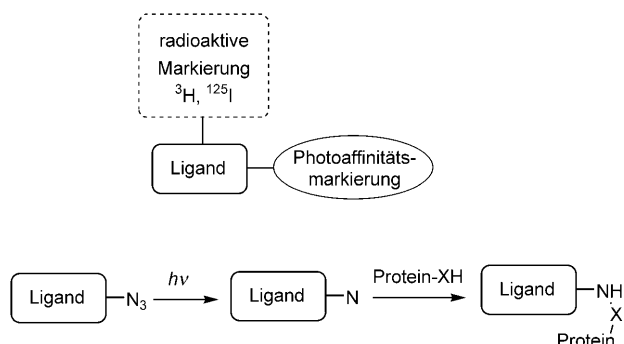 radioaktive
Markierung
³H, ¹²⁵I
Ligand
Photoaffinitäts-
markierung
Ligand
N₃
hν
Ligand
N
Protein-XH
Ligand
NH
X
Protein